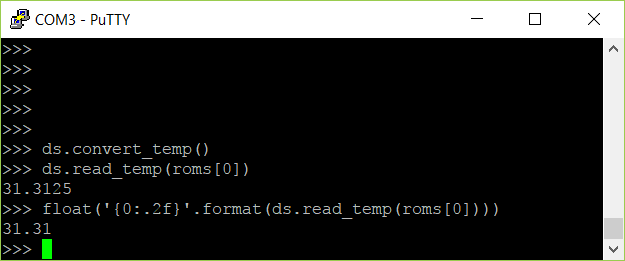 COM3 - PuTTY
>>>
>>>
>>>
>>>
>>>
>>> ds.convert_temp()
>>> ds.read_temp(roms[0])
31.3125
>>> float('{0:.2f}'.format(ds.read_temp(roms[0])))
31.31
>>>